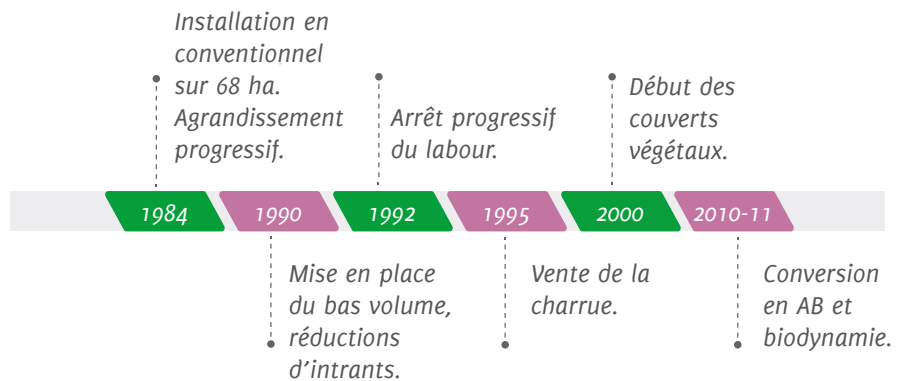 Installation en
conventionnel
sur 68 ha.
Agrandissement
progressif.
Arrêt progressif
du labour.
Début des
couverts
végétaux.
1984
1990
1992
1995
2000
2010-11
Mise en place
du bas volume,
réductions
d'intrants.
Vente de la
charrue.
Conversion
en AB et
biodynamie.